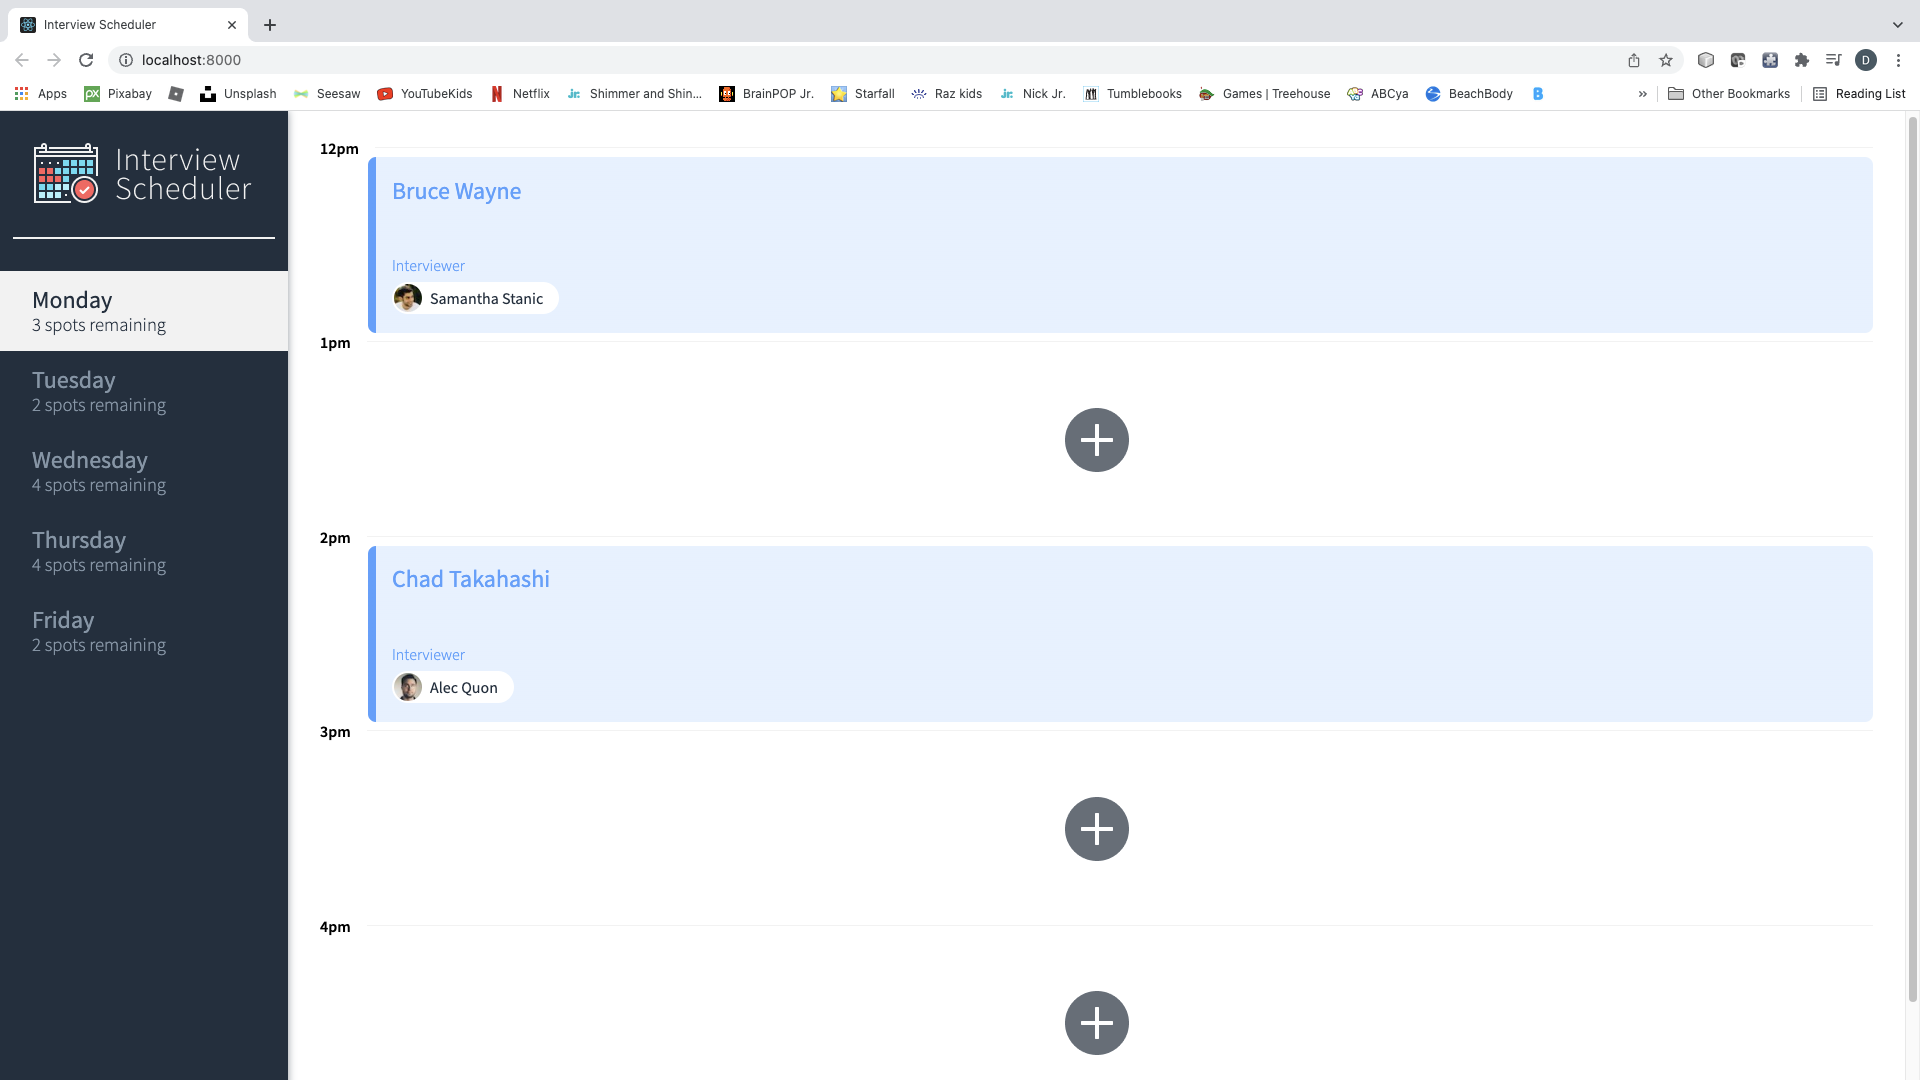 Interview Scheduler
localhost:8000
D
Apps
Pixabay
Unsplash
Seesaw
YouTubeKids
Netflix
Jr. Shimmer and Shin...
BrainPOP Jr.
Starfall
Raz kids
Jr. Nick Jr.
Tumblebooks
Games | Treehouse
ABCya
BeachBody
B
»
Other Bookmarks
Reading List
Interview
Scheduler
Monday
3 spots remaining
Tuesday
2 spots remaining
Wednesday
4 spots remaining
Thursday
4 spots remaining
Friday
2 spots remaining
12pm
Bruce Wayne
Interviewer
Samantha Stanic
1pm
2pm
Chad Takahashi
Interviewer
Alec Quon
3pm
4pm